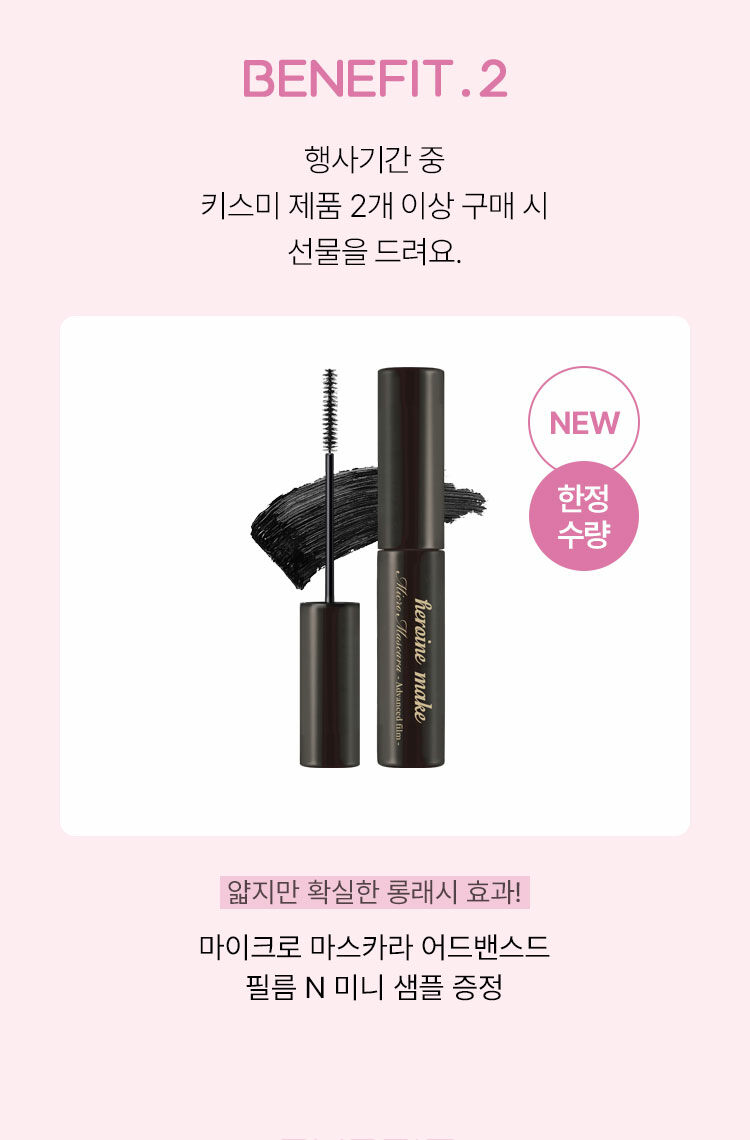 BENEFIT.2
행사기간 중
키스미 제품 2개 이상 구매 시
선물을 드려요.
NEW
한정
수량
heroine make
Micro Mascara - Advanced film -
얇지만 확실한 롱래시 효과!
마이크로 마스카라 어드밴스드
필름 N 미니 샘플 증정